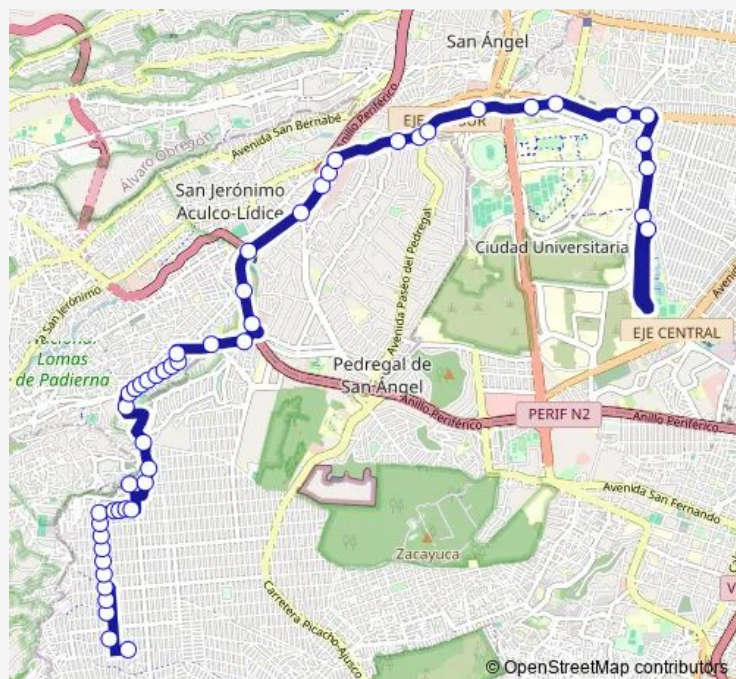 San Ángel
EJE
SUR
Avenida San Bernabé
Anillo Periférico
Álvaro Obregón
San Jerónimo
Aculco-Lídice
Ciudad Universitaria
Avenida Paseo del Pedregal
San Jerónimo
Lomas
de Padierna
EJE CENTRAL
Pedregal de
San Ángel
Anillo Periférico
PERIF N2
Anillo Periférico
Avenida San Fernando
Zacayuca
Carretera Picacho-Ajusco
© OpenStreetMap contributors